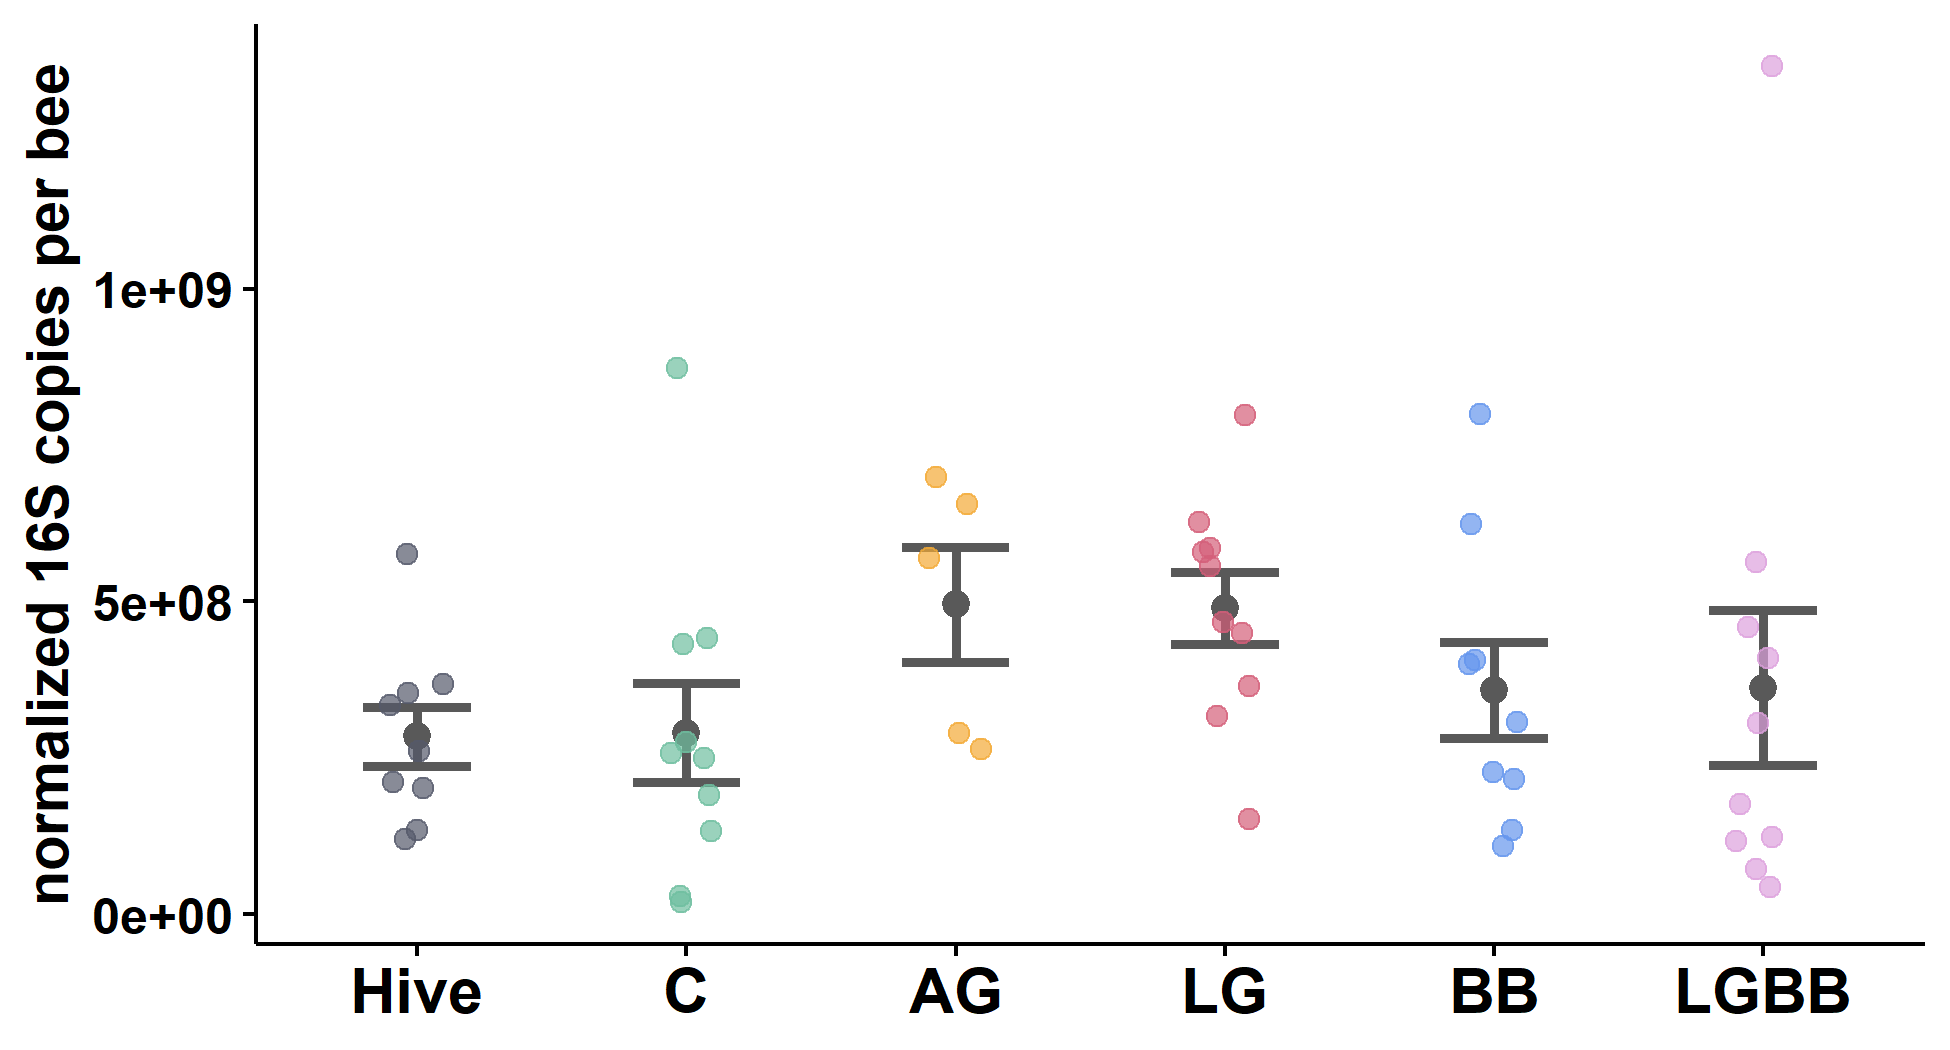 normalized 16S copies per bee
1e+09
5e+08
0e+00
Hive C AG LG BB LGBB